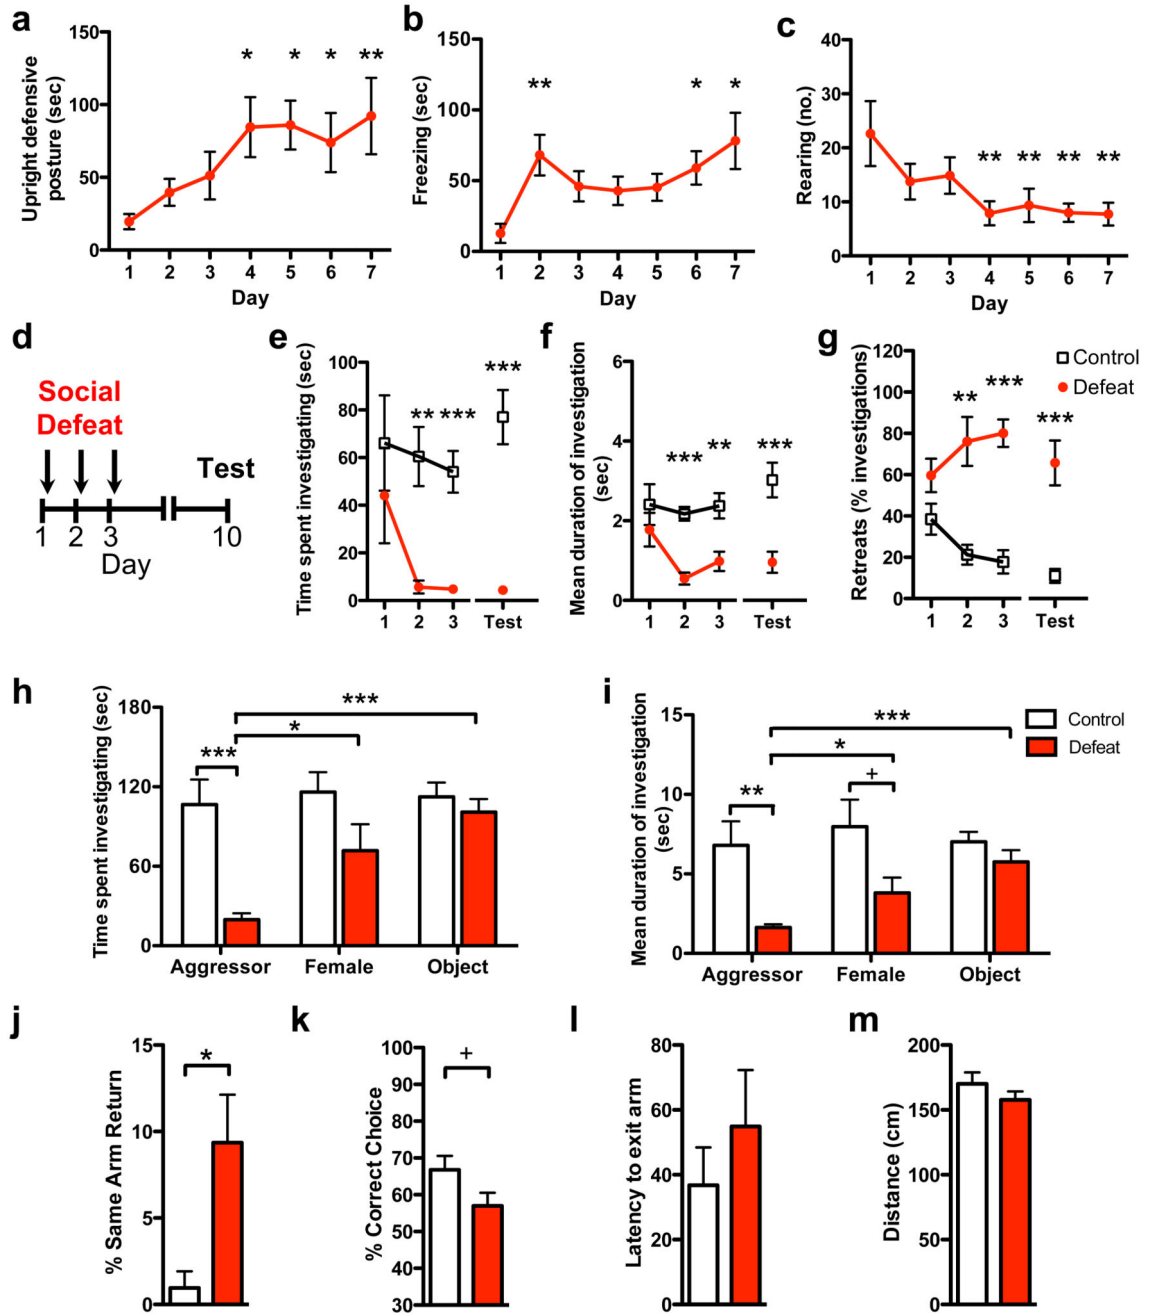 a
Upright defensive
posture (sec)
150
100
50
0
* * * **
1 2 3 4 5 6 7
Day
b
Freezing (sec)
150
100
50
0
** * *
1 2 3 4 5 6 7
Day
c
Rearing (no.)
40
30
20
10
0
** ** ** **
1 2 3 4 5 6 7
Day
d
Social
Defeat
Test
1 2 3 10
Day
e
Time spent investigating (sec)
100
80
60
40
20
0
** *** ***
1 2 3 Test
f
Mean duration of investigation
(sec)
6
4
2
0
*** ** ***
1 2 3 Test
g
Retreats (% investigations)
120
100
80
60
40
20
0
** *** ***
1 2 3 Test
Control
Defeat
h
Time spent investigating (sec)
180
120
60
0
***
*
***
Aggressor Female Object
i
Mean duration of investigation
(sec)
15
10
5
0
***
*
+
**
Aggressor Female Object
Control
Defeat
j
% Same Arm Return
15
10
5
0
*
k
% Correct Choice
100
90
80
70
60
50
40
30
+
l
Latency to exit arm
80
60
40
20
0
m
Distance (cm)
200
150
100
50
0